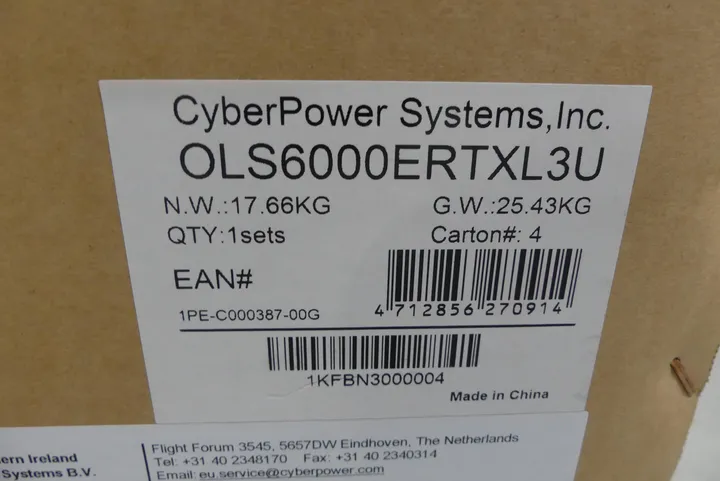 CyberPower Systems,Inc.
OLS6000ERTXL3U
N.W.:17.66KG G.W.:25.43KG
QTY:1sets Carton#: 4
EAN#
4 712856 270914
1PE-C000387-00G
1KFBN3000004
Made in China
ern Ireland
Systems B.V.
Flight Forum 3545, 5657DW Eindhoven, The Netherlands
Tel: +31 40 2348170 Fax: +31 40 2340314
Email: eu.service@cyberpower.com